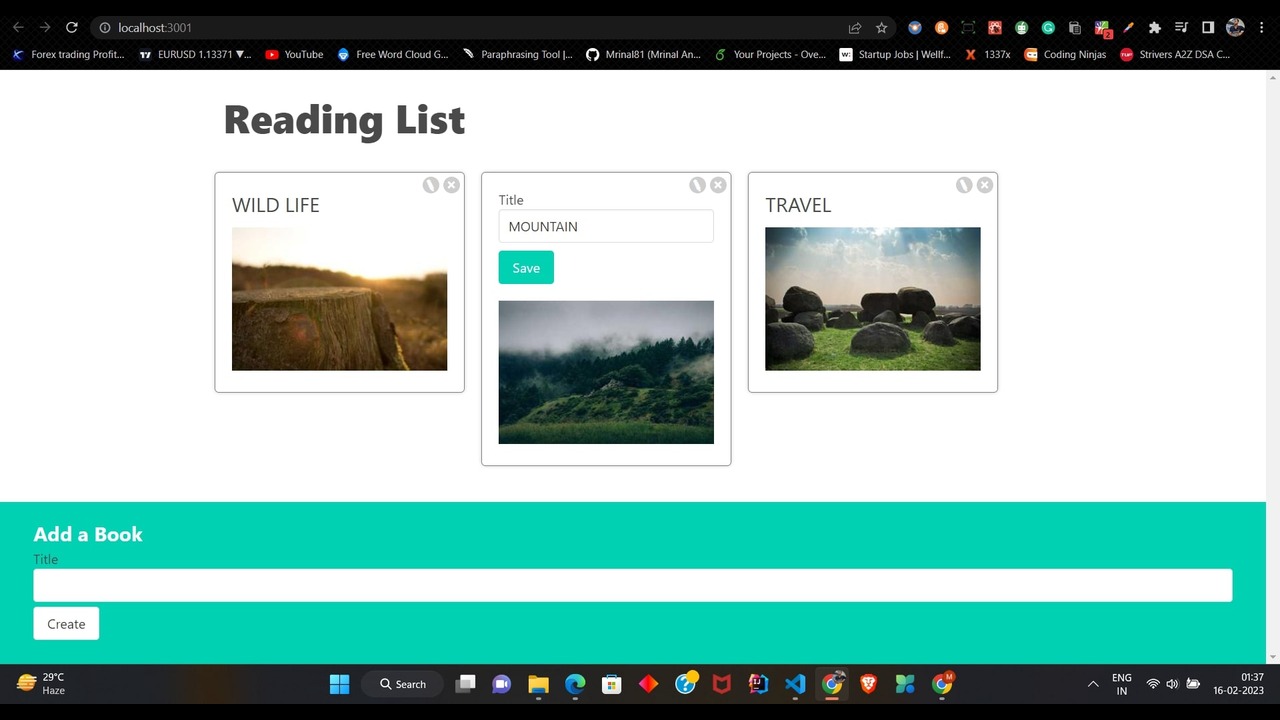 localhost:3001
2
Forex trading Profit... EURUSD 1.13371 ▼... YouTube Free Word Cloud G... Paraphrasing Tool |... Mrinal81 (Mrinal An... Your Projects - Ove... Startup Jobs | Wellf... 1337x Coding Ninjas Strivers A2Z DSA C...
Reading List
WILD LIFE
Title
MOUNTAIN
Save
TRAVEL
Add a Book
Title
Create
29°C
Haze
Search
ENG
IN
01:37
16-02-2023